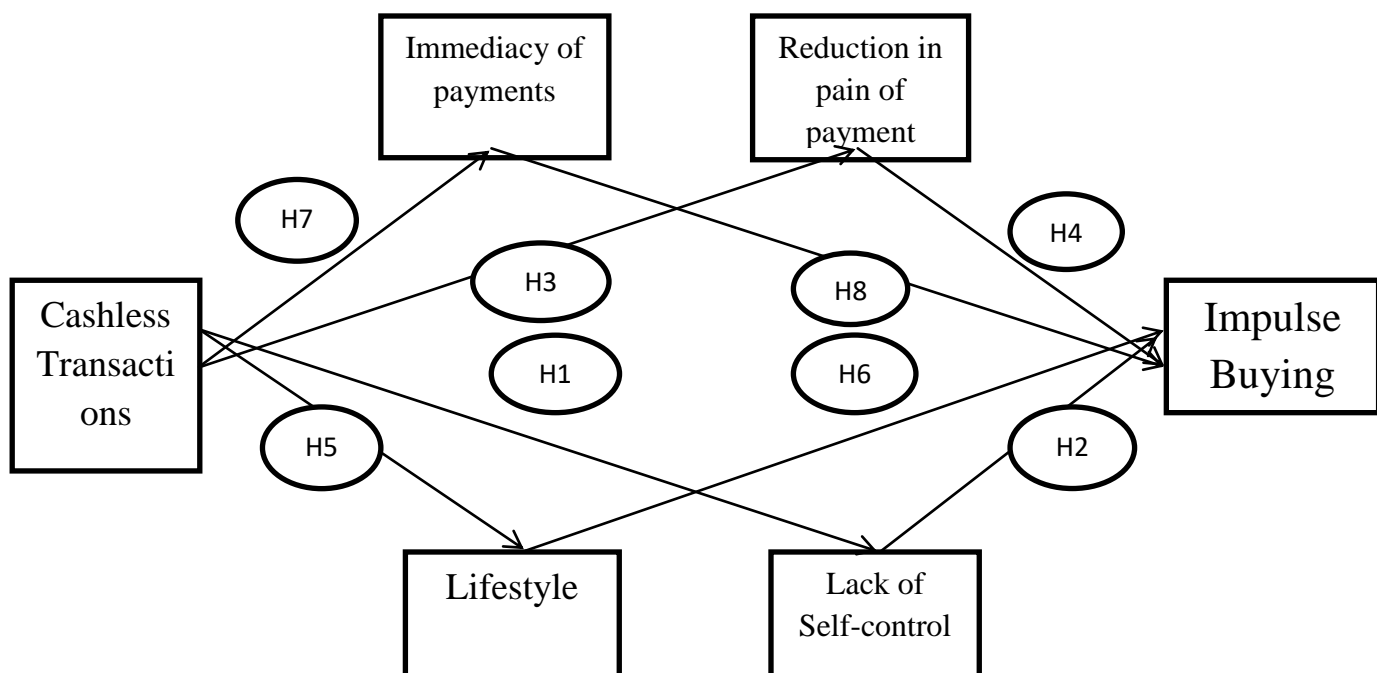 Immediacy of
payments
Reduction in
pain of
payment
H7
H4
H3
H8
Cashless
Transacti
ons
Impulse
Buying
H1
H6
H5
H2
Lifestyle
Lack of
Self-control